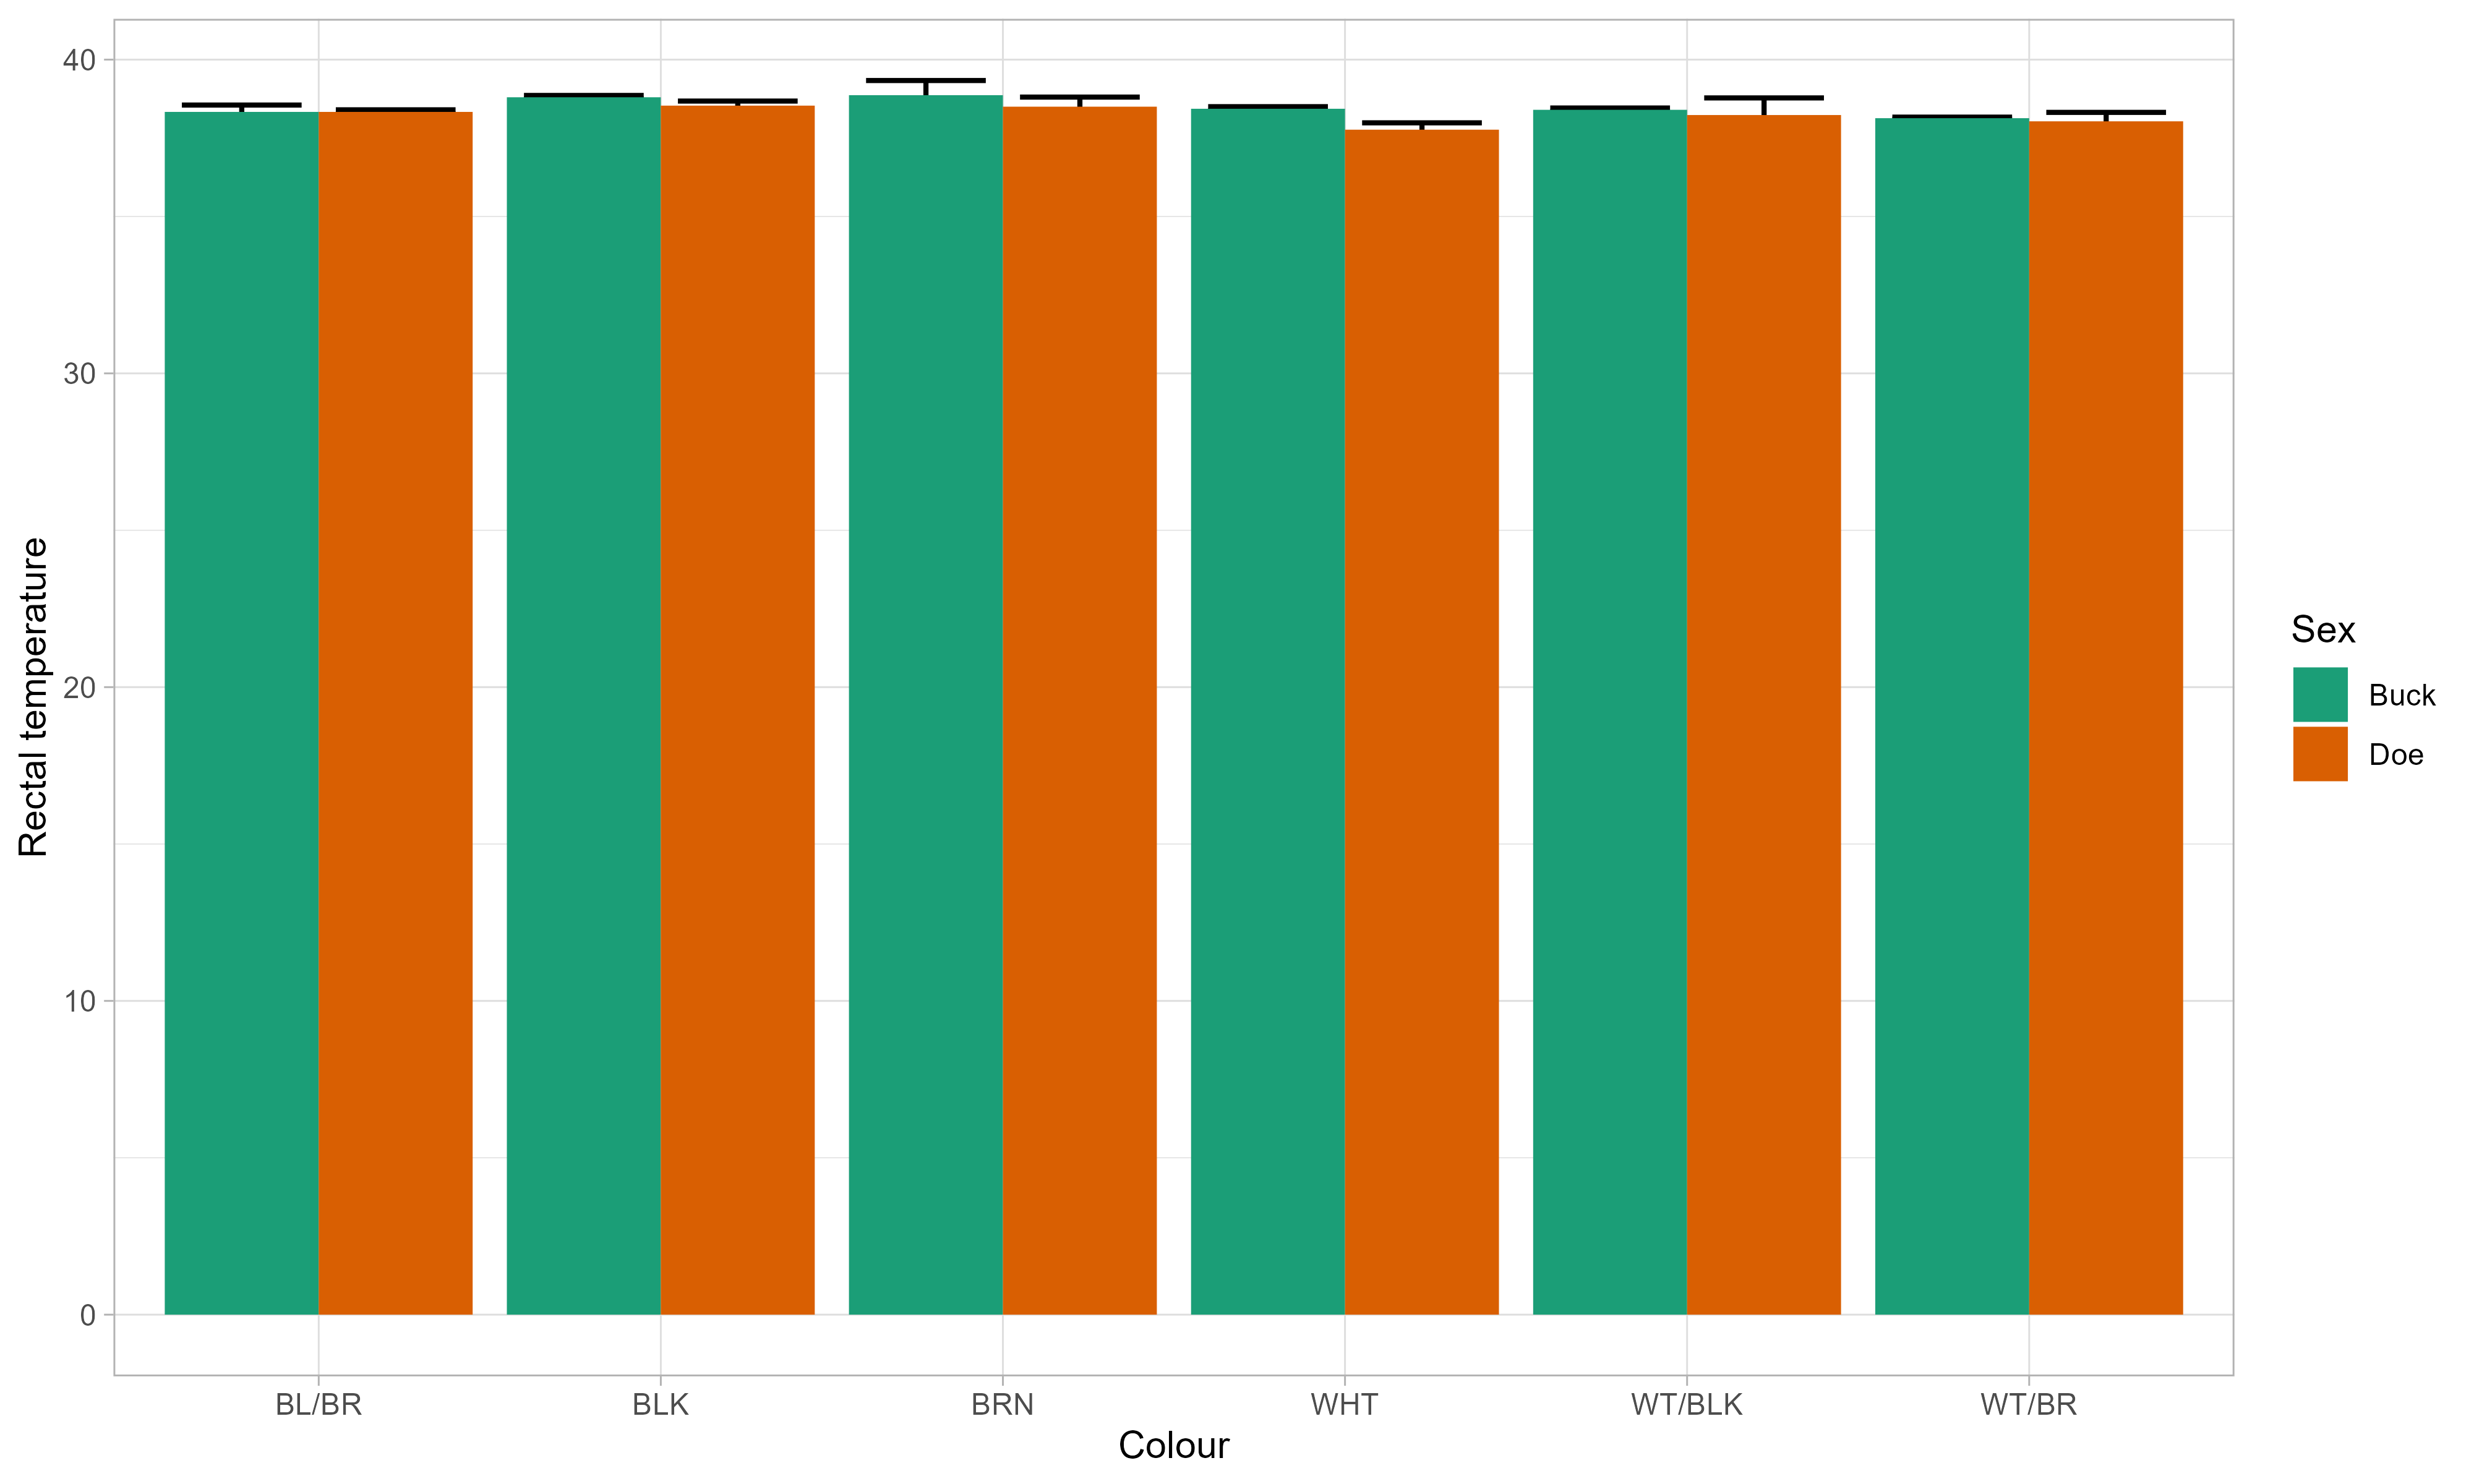 40
30
20
10
0
Rectal temperature
BL/BR
BLK
BRN
WHT
WT/BLK
WT/BR
Colour
Sex
Buck
Doe